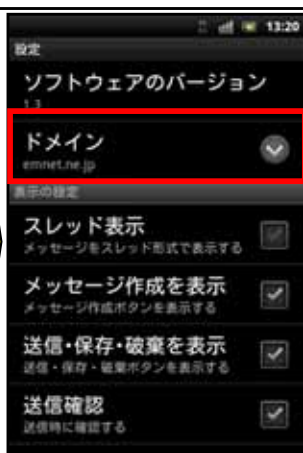 13:20
設定
ソフトウェアのバージョン
1.3
ドメイン
emnet.ne.jp
表示の設定
スレッド表示
メッセージをスレッド形式で表示する
メッセージ作成を表示
メッセージ作成ボタンを表示する
送信・保存・破棄を表示
送信・保存・破棄ボタンを表示する
送信確認
送信時に確認する